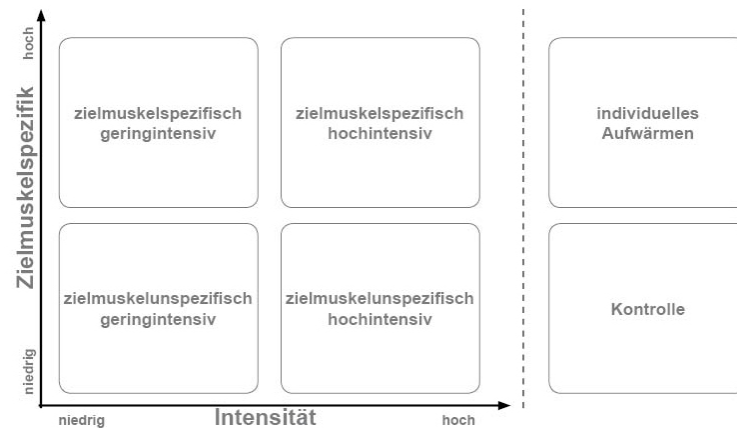 hoch
Zielmuskelspezifik
niedrig
zielmuskelspezifisch
geringintensiv
zielmuskelspezifisch
hochintensiv
individuelles
Aufwärmen
zielmuskelunspezifisch
geringintensiv
zielmuskelunspezifisch
hochintensiv
Kontrolle
niedrig
Intensität
hoch